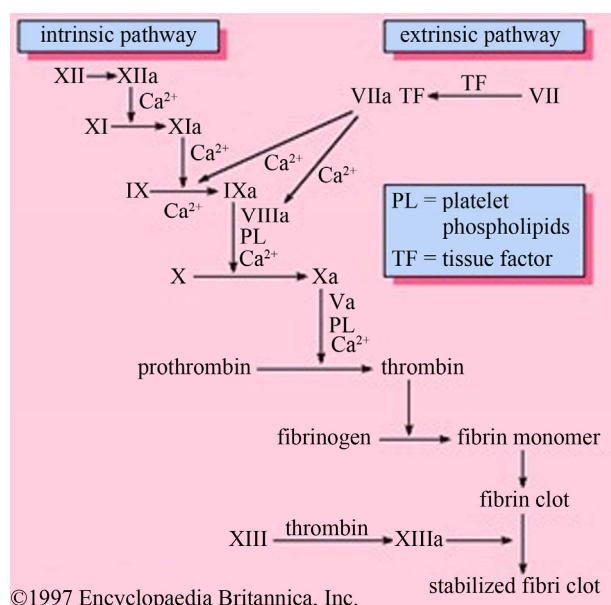 intrinsic pathway
extrinsic pathway
XII XIIa
TF
Ca²⁺
VIIa TF VII
XI XIa
Ca²⁺
Ca²⁺
Ca²⁺
IX IXa
Ca²⁺
VIIIa
PL
Ca²⁺
PL = platelet
phospholipids
TF = tissue factor
X Xa
Va
PL
Ca²⁺
prothrombin thrombin
fibrinogen fibrin monomer
fibrin clot
thrombin
XIII XIIIa
stabilized fibri clot
©1997 Encyclopaedia Britannica, Inc.